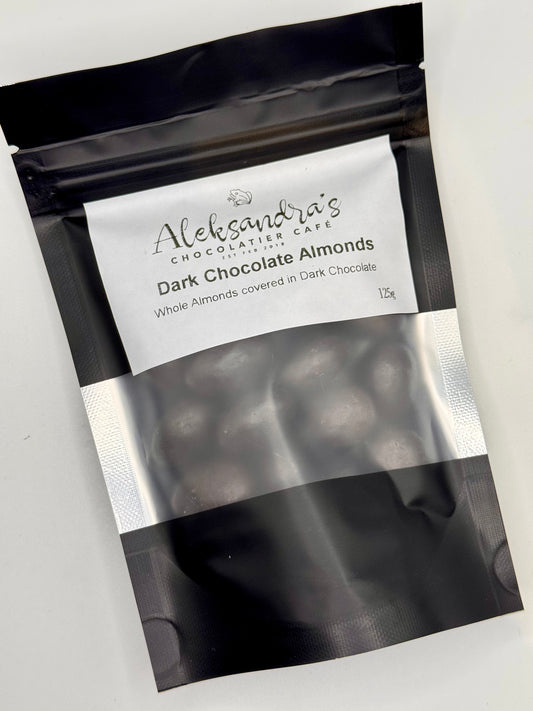 Aleksandra's
CHOCOLATIER CAFÉ
EST FEB 2018
Dark Chocolate Almonds
Whole Almonds covered in Dark Chocolate
125g